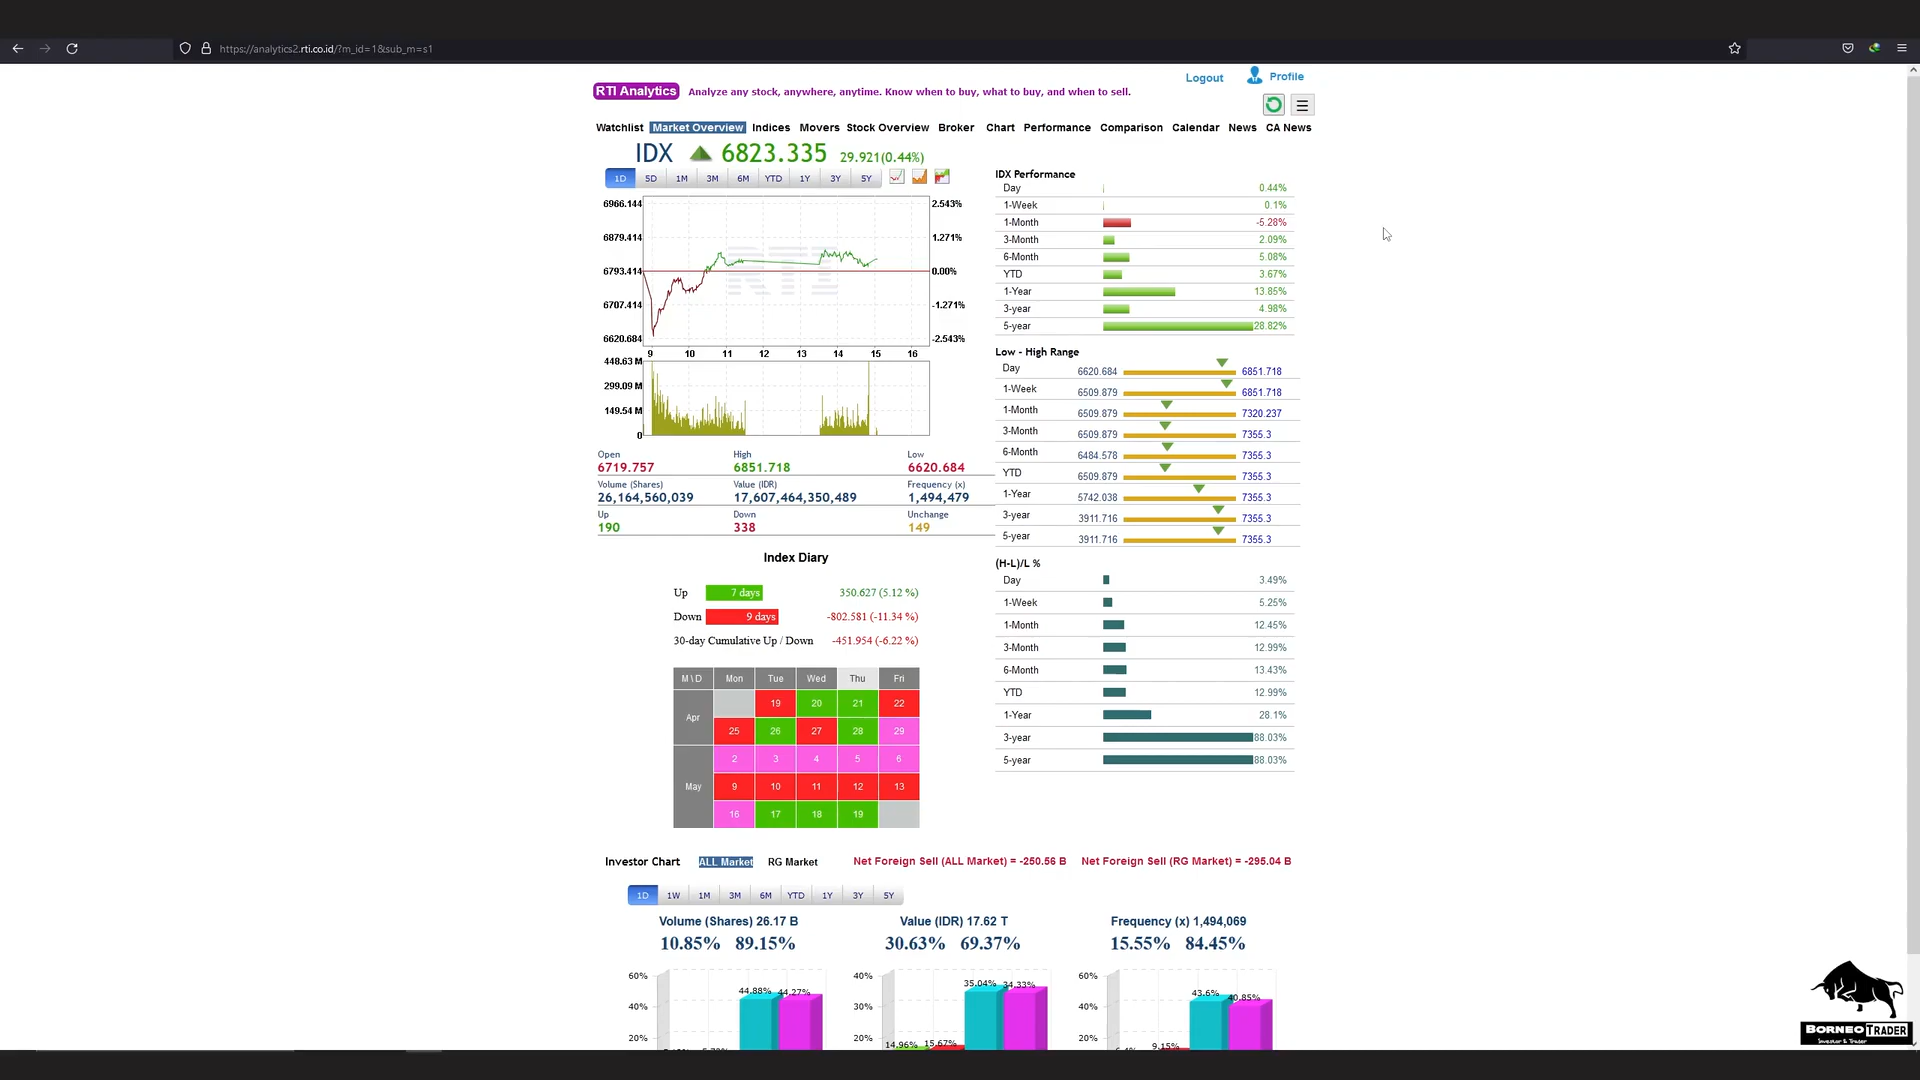 https://analytics2.rti.co.id/?m_id=1&sub_m=s1
Logout Profile
RTI Analytics Analyze any stock, anywhere, anytime. Know when to buy, what to buy, and when to sell.
Watchlist Market Overview Indices Movers Stock Overview Broker Chart Performance Comparison Calendar News CA News
IDX 6823.335 29.921(0.44%)
1D 5D 1M 3M 6M YTD 1Y 3Y 5Y
6966.144 2.543%
6879.414 1.271%
6793.414 0.00%
6707.414 -1.271%
6620.684 -2.543%
RTI
9 10 11 12 13 14 15 16
448.63 M
299.09 M
149.54 M
0
Open High Low
6719.757 6851.718 6620.684
Volume (Shares) Value (IDR) Frequency (x)
26,164,560,039 17,607,464,350,489 1,494,479
Up Down Unchange
190 338 149
IDX Performance
Day 0.44%
1-Week 0.1%
1-Month -5.28%
3-Month 2.09%
6-Month 5.08%
YTD 3.67%
1-Year 13.85%
3-year 4.98%
5-year 28.82%
Low - High Range
Day 6620.684 6851.718
1-Week 6509.879 6851.718
1-Month 6509.879 7320.237
3-Month 6509.879 7355.3
6-Month 6484.578 7355.3
YTD 6509.879 7355.3
1-Year 5742.038 7355.3
3-year 3911.716 7355.3
5-year 3911.716 7355.3
(H-L)/L %
Day 3.49%
1-Week 5.25%
1-Month 12.45%
3-Month 12.99%
6-Month 13.43%
YTD 12.99%
1-Year 28.1%
3-year 88.03%
5-year 88.03%
Index Diary
Up 7 days 350.627 (5.12 %)
Down 9 days -802.581 (-11.34 %)
30-day Cumulative Up / Down -451.954 (-6.22 %)
M \ D Mon Tue Wed Thu Fri
Apr 19 20 21 22
25 26 27 28 29
May 2 3 4 5 6
9 10 11 12 13
16 17 18 19
Investor Chart ALL Market RG Market Net Foreign Sell (ALL Market) = -250.56 B Net Foreign Sell (RG Market) = -295.04 B
1D 1W 1M 3M 6M YTD 1Y 3Y 5Y
Volume (Shares) 26.17 B Value (IDR) 17.62 T Frequency (x) 1,494,069
10.85% 89.15% 30.63% 69.37% 15.55% 84.45%
60% 40% 60%
44.88% 44.27% 35.04% 34.33% 43.6% 40.85%
40% 30% 40%
20% 20% 20%
14.96% 15.67% 9.15%
BORNEO TRADER
Investor & Trader